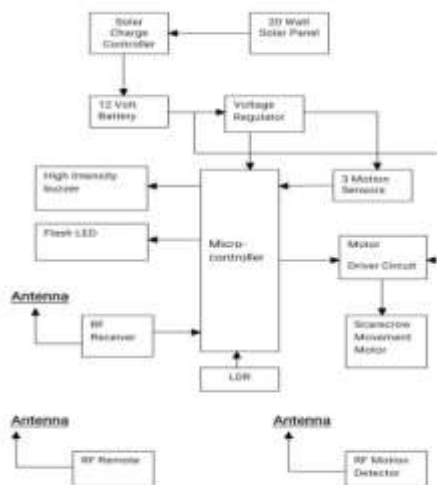 Solar
Charge
Controller
20 Watt
Solar Panel
12 Volt
Battery
Voltage
Regulator
High Intensity
buzzer
3 Motion
Sensors
Flash LED
Micro-
controller
Motor
Driver Circuit
Antenna
RF
Receiver
Scarecrow
Movement
Motor
LDR
Antenna
Antenna
RF Remote
RF Motion
Detector